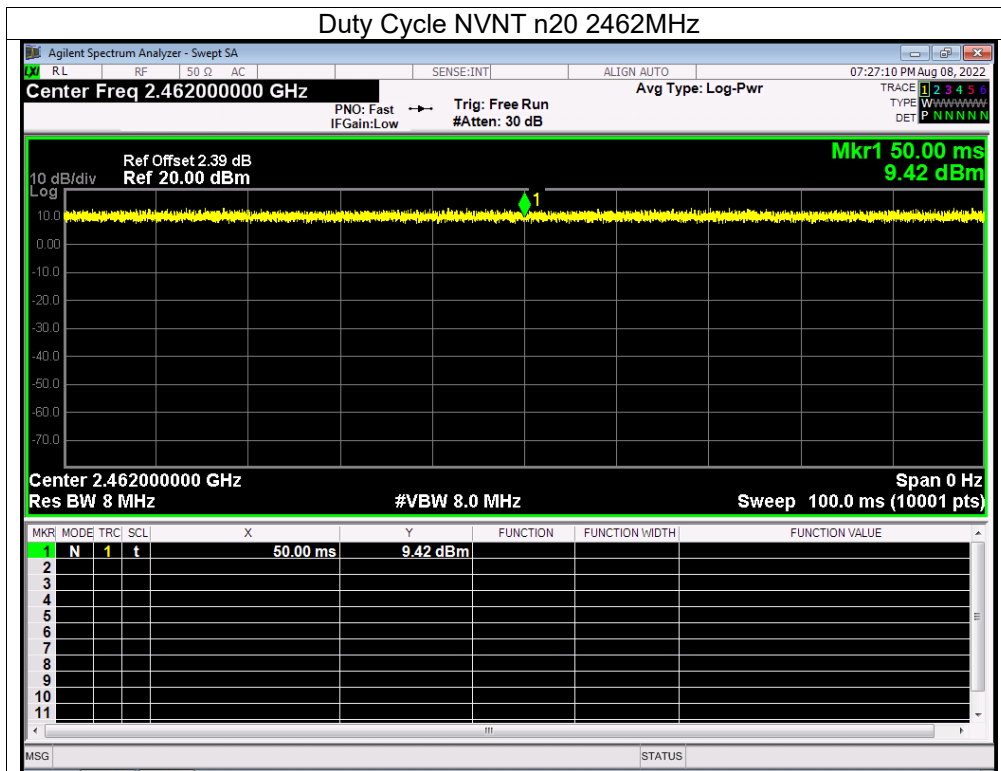 Duty Cycle NVNT n20 2462MHz
Agilent Spectrum Analyzer - Swept SA
LXI RL RF 50 Ω AC SENSE:INT ALIGN AUTO 07:27:10 PM Aug 08, 2022
Center Freq 2.462000000 GHz Avg Type: Log-Pwr TRACE 1 2 3 4 5 6
PNO: Fast Trig: Free Run TYPE WWWWWW
IFGain:Low #Atten: 30 dB DET P N N N N N
Mkr1 50.00 ms
Ref Offset 2.39 dB
10 dB/div Ref 20.00 dBm 9.42 dBm
Log
1
10.0
0.00
-10.0
-20.0
-30.0
-40.0
-50.0
-60.0
-70.0
Center 2.462000000 GHz Span 0 Hz
Res BW 8 MHz #VBW 8.0 MHz Sweep 100.0 ms (10001 pts)
MKR MODE TRC SCL X Y FUNCTION FUNCTION WIDTH FUNCTION VALUE
1 N 1 t 50.00 ms 9.42 dBm
2
3
4
5
6
7
8
9
10
11
MSG STATUS